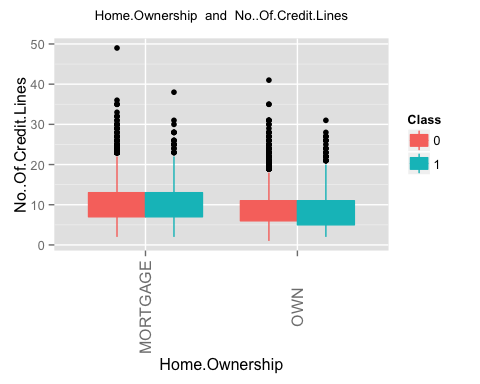 Home.Ownership and No..Of.Credit.Lines
50
40
30
20
10
0
No..Of.Credit.Lines
MORTGAGE
OWN
Home.Ownership
Class
0
1